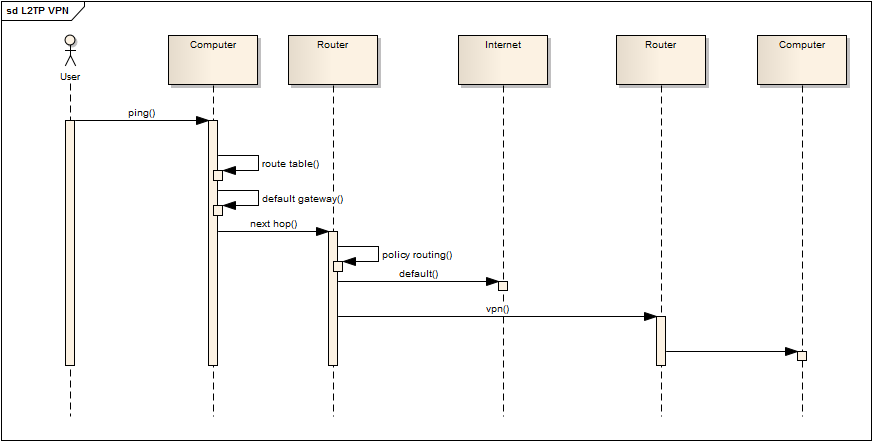 sd L2TP VPN
User
Computer
Router
Internet
Router
Computer
ping()
route table()
default gateway()
next hop()
policy routing()
default()
vpn()